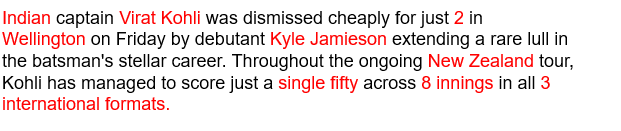 Indian captain Virat Kohli was dismissed cheaply for just 2 in
Wellington on Friday by debutant Kyle Jamieson extending a rare lull in
the batsman's stellar career. Throughout the ongoing New Zealand tour,
Kohli has managed to score just a single fifty across 8 innings in all 3
international formats.